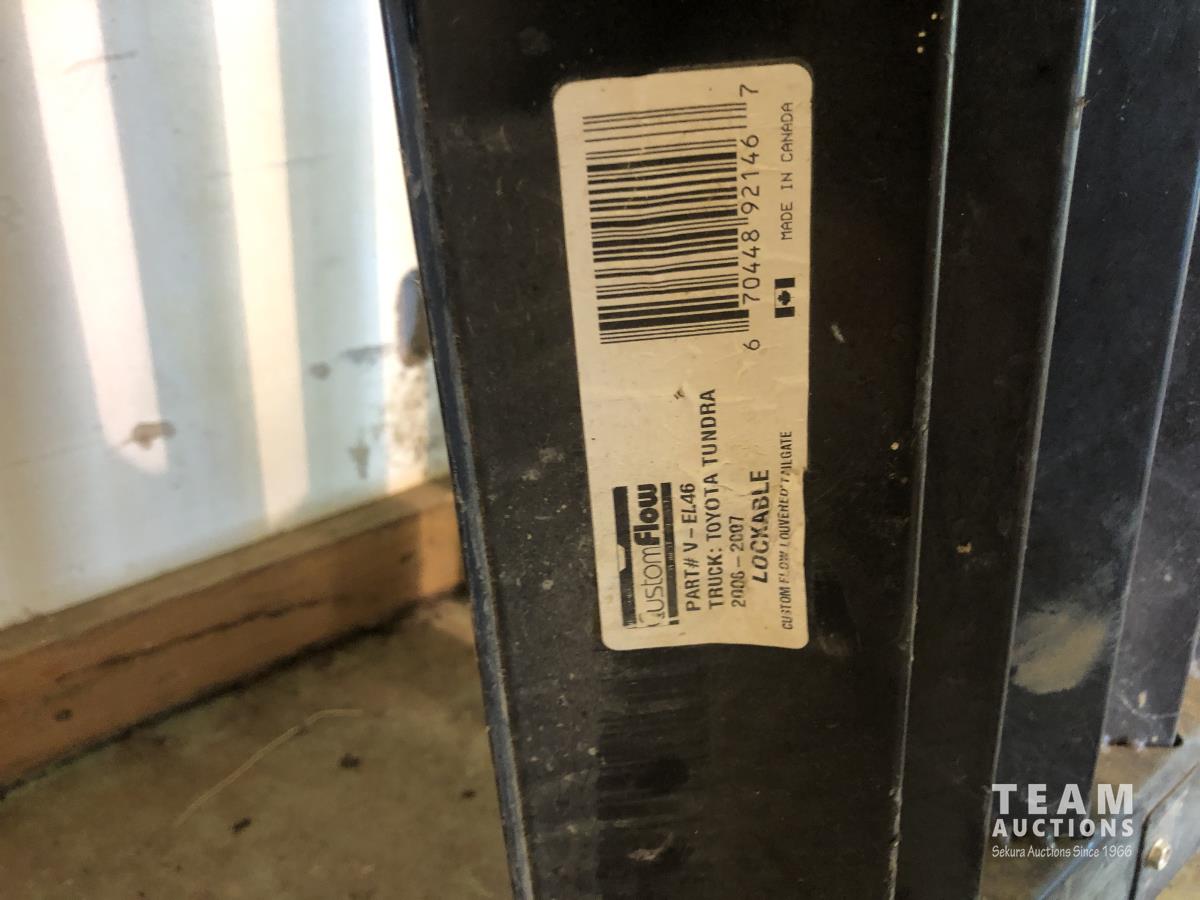 6 70448 92146 7
MADE IN CANADA
CustomFlow
PART# V-EL46
TRUCK: TOYOTA TUNDRA
2006-2007
LOCKABLE
CUSTOM FLOW LOUVERED TAILGATE
TEAM
AUCTIONS
Sekura Auctions Since 1966